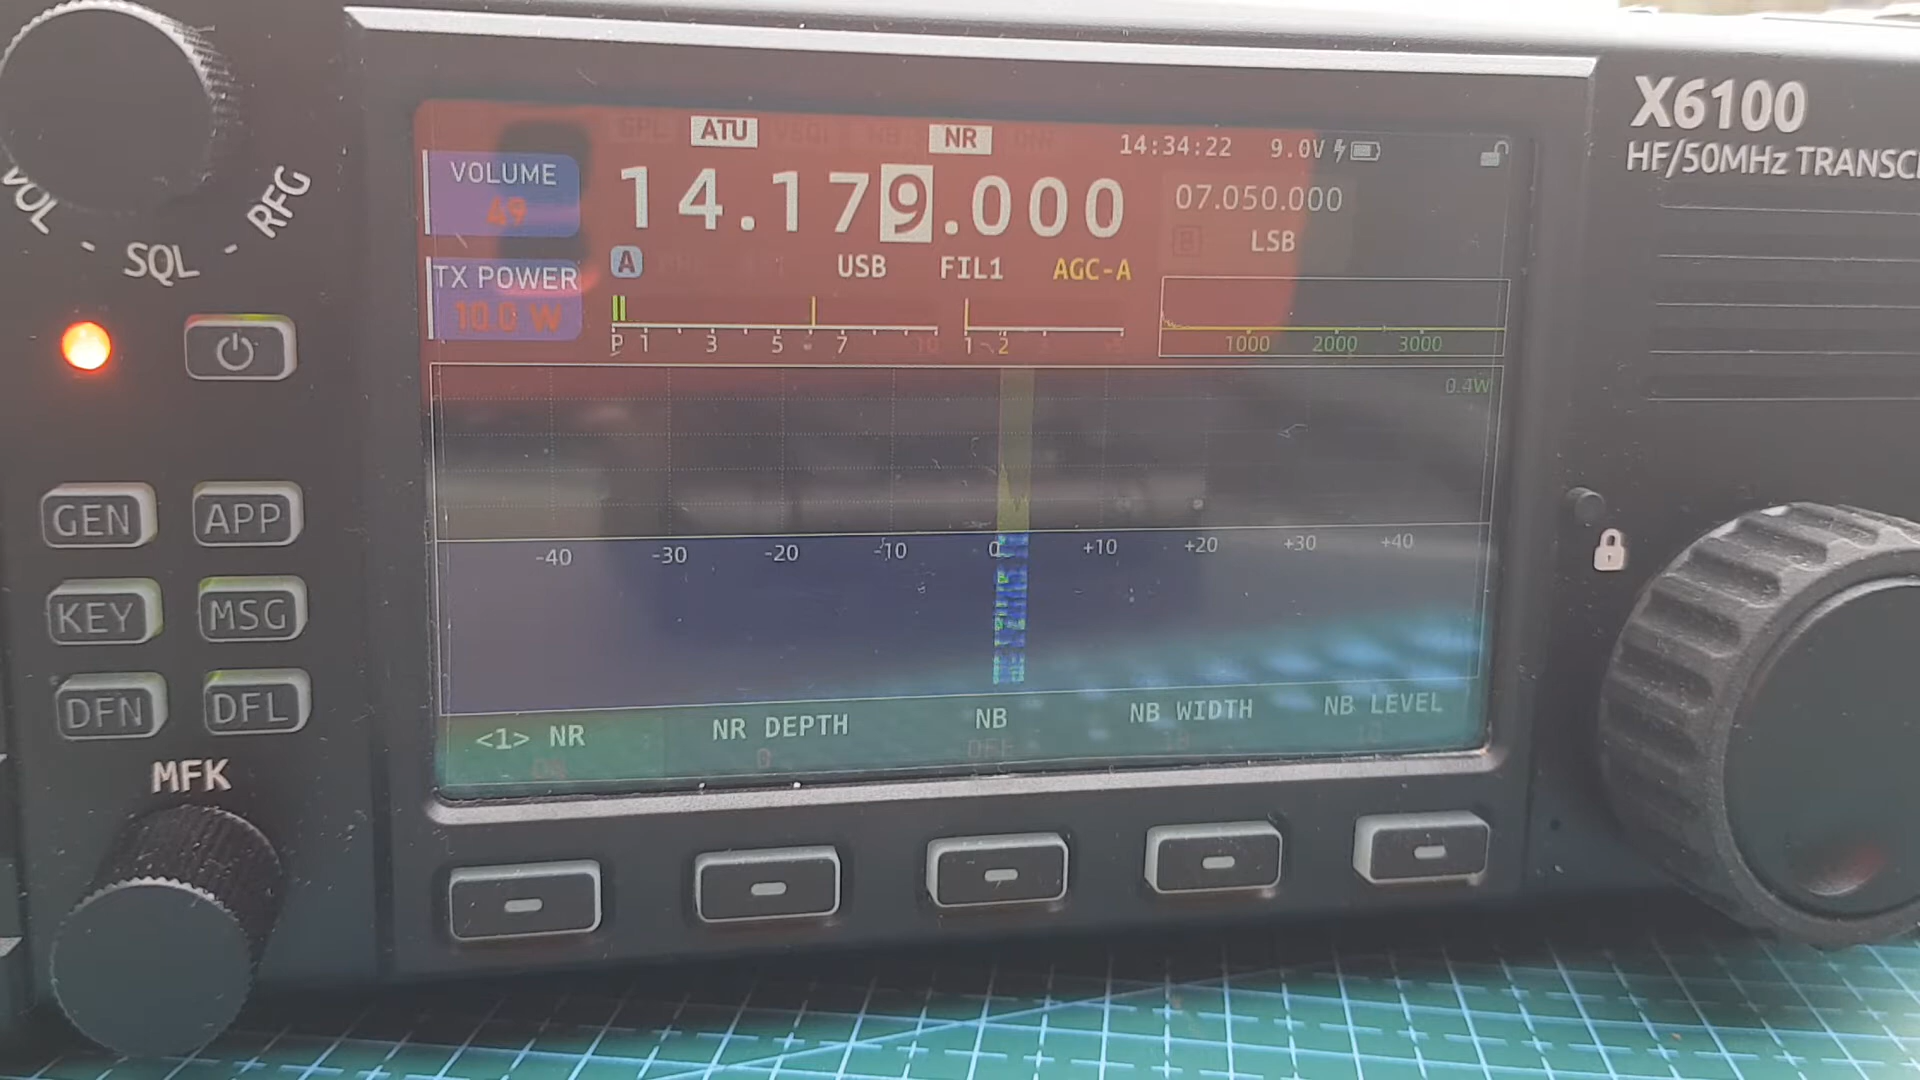 X6100
HF/50MHz TRANSC
VOL - SQL - RFG
ATU NR 14:34:22 9.0V
VOLUME
49
14.179.000
07.050.000
A USB FIL1 AGC-A
B LSB
TX POWER
10.0 W
P 1 3 5 7 10 1 2
1000 2000 3000
0.4W
-40 -30 -20 -10 0 +10 +20 +30 +40
<1> NR NR DEPTH NB NB WIDTH NB LEVEL
0 OFF
GEN APP
KEY MSG
DFN DFL
MFK